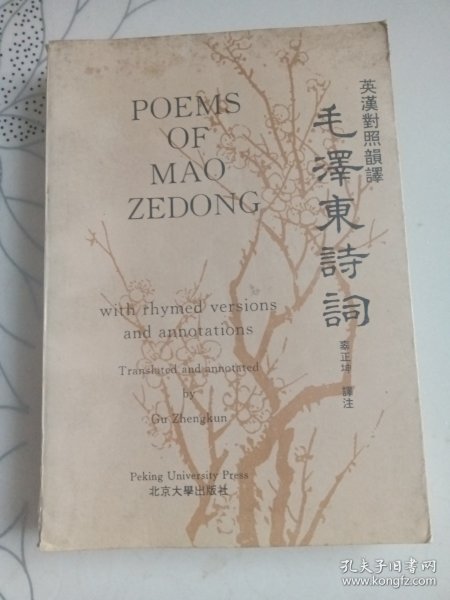 POEMS
OF
MAO
ZEDONG
with rhymed versions
and annotations
Translated and annotated
by
Gu Zhengkun
Peking University Press
北京大學出版社
英漢對照韻譯
毛澤東詩詞
辜正坤 譯注
孔夫子旧书网
www.kongfz.com